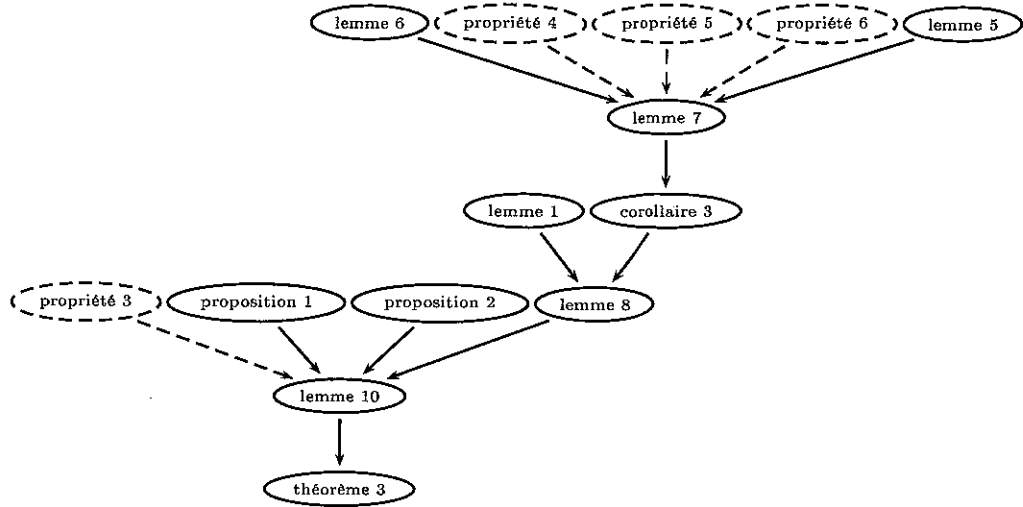 lemme 6
propriété 4
propriété 5
propriété 6
lemme 5
lemme 7
lemme 1
corollaire 3
propriété 3
proposition 1
proposition 2
lemme 8
lemme 10
théorème 3